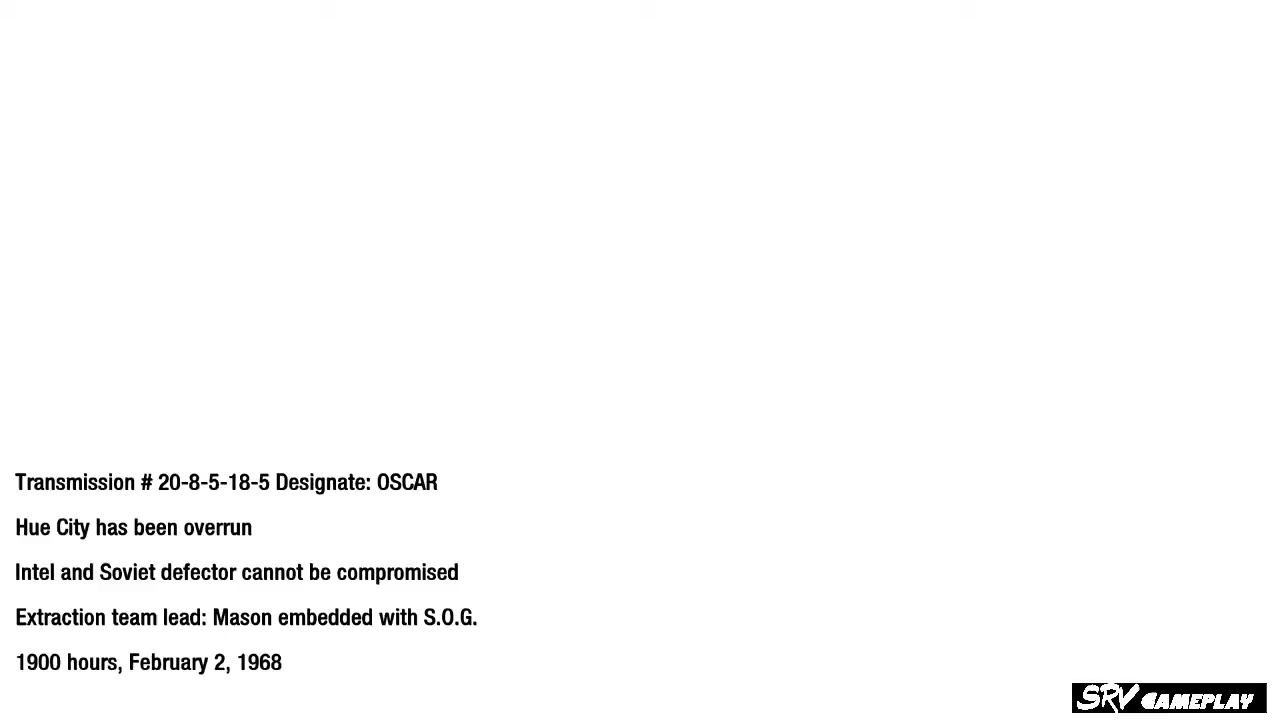 Transmission # 20-8-5-18-5 Designate: OSCAR
Hue City has been overrun
Intel and Soviet defector cannot be compromised
Extraction team lead: Mason embedded with S.O.G.
1900 hours, February 2, 1968
SRV GAMEPLAY